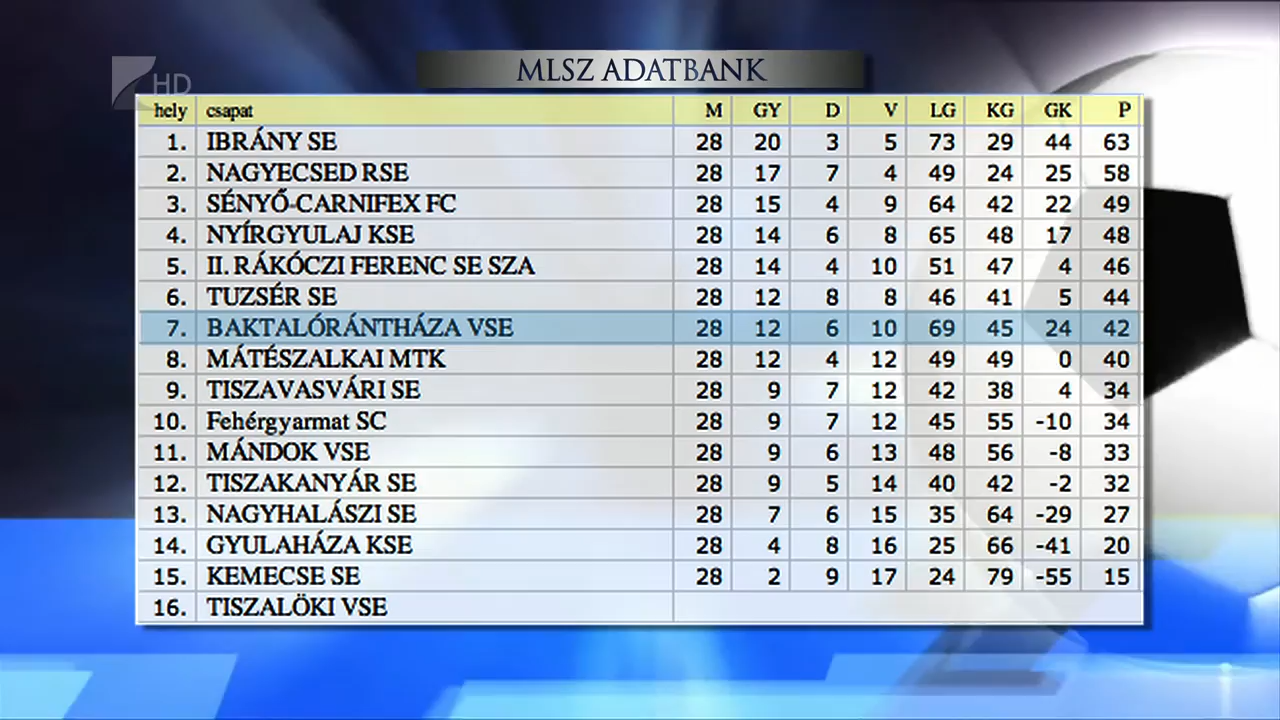 MLSZ ADATBANK
HD
hely csapat M GY D V LG KG GK P
1. IBRÁNY SE 28 20 3 5 73 29 44 63
2. NAGYECSED RSE 28 17 7 4 49 24 25 58
3. SÉNYŐ-CARNIFEX FC 28 15 4 9 64 42 22 49
4. NYÍRGYULAJ KSE 28 14 6 8 65 48 17 48
5. II. RÁKÓCZI FERENC SE SZA 28 14 4 10 51 47 4 46
6. TUZSÉR SE 28 12 8 8 46 41 5 44
7. BAKTALÓRÁNTHÁZA VSE 28 12 6 10 69 45 24 42
8. MÁTÉSZALKAI MTK 28 12 4 12 49 49 0 40
9. TISZAVASVÁRI SE 28 9 7 12 42 38 4 34
10. Fehérgyarmat SC 28 9 7 12 45 55 -10 34
11. MÁNDOK VSE 28 9 6 13 48 56 -8 33
12. TISZAKANYÁR SE 28 9 5 14 40 42 -2 32
13. NAGYHALÁSZI SE 28 7 6 15 35 64 -29 27
14. GYULAHÁZA KSE 28 4 8 16 25 66 -41 20
15. KEMECSE SE 28 2 9 17 24 79 -55 15
16. TISZALÖKI VSE